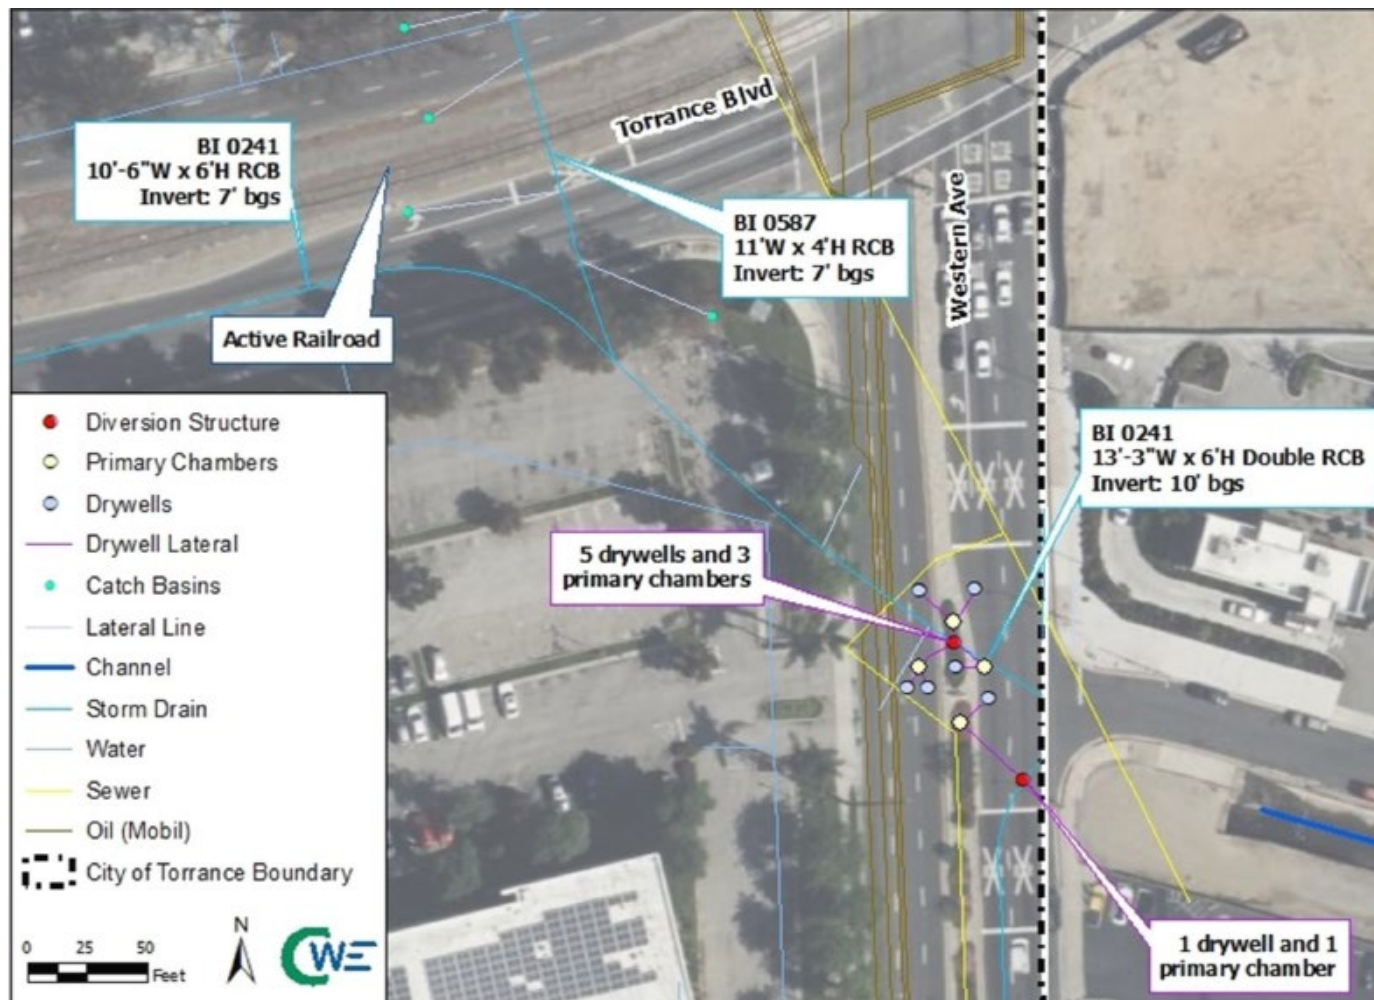 Torrance Blvd
BI 0241
10'-6"W x 6'H RCB
Invert: 7' bgs
Western Ave
BI 0587
11'W x 4'H RCB
Invert: 7' bgs
Active Railroad
BI 0241
13'-3"W x 6'H Double RCB
Invert: 10' bgs
5 drywells and 3
primary chambers
Diversion Structure
Primary Chambers
Drywells
Drywell Lateral
Catch Basins
Lateral Line
Channel
Storm Drain
Water
Sewer
Oil (Mobil)
City of Torrance Boundary
0 25 50
Feet
N
CWE
1 drywell and 1
primary chamber